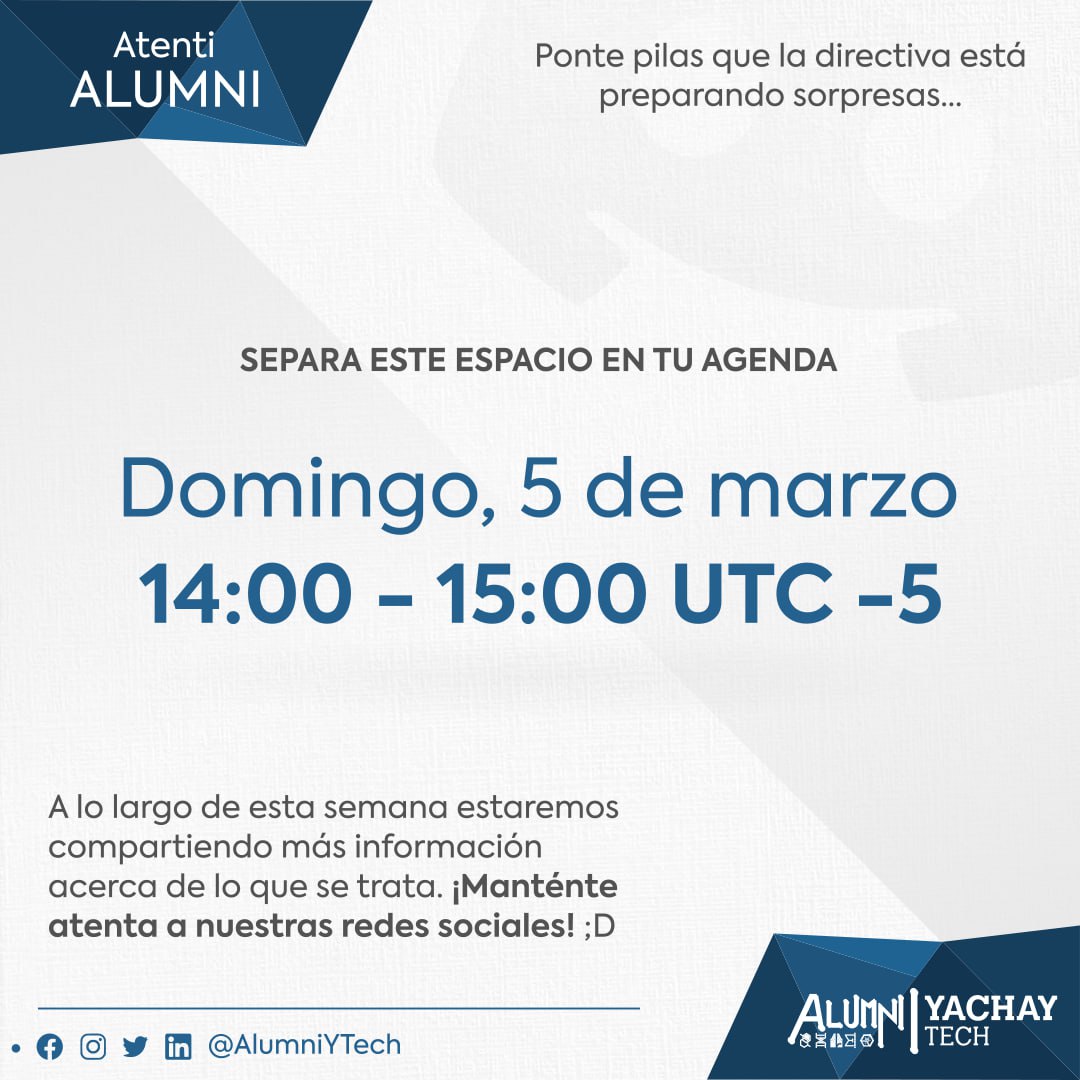 Atenti
ALUMNI
Ponte pilas que la directiva está
preparando sorpresas...
SEPARA ESTE ESPACIO EN TU AGENDA
Domingo, 5 de marzo
14:00 - 15:00 UTC -5
A lo largo de esta semana estaremos
compartiendo más información
acerca de lo que se trata. ¡Manténte
atenta a nuestras redes sociales! ;D
@AlumniYTech
ALUMNI
YACHAY
TECH